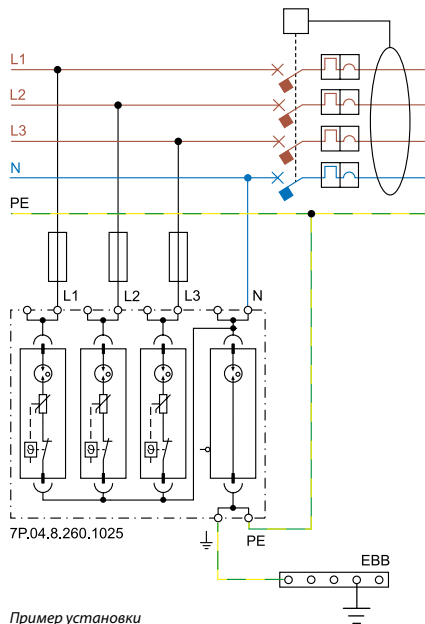 L1
L2
L3
N
PE
L1 L2 L3 N
ϑ ϑ ϑ
7P.04.8.260.1025
PE
EBB
Пример установки